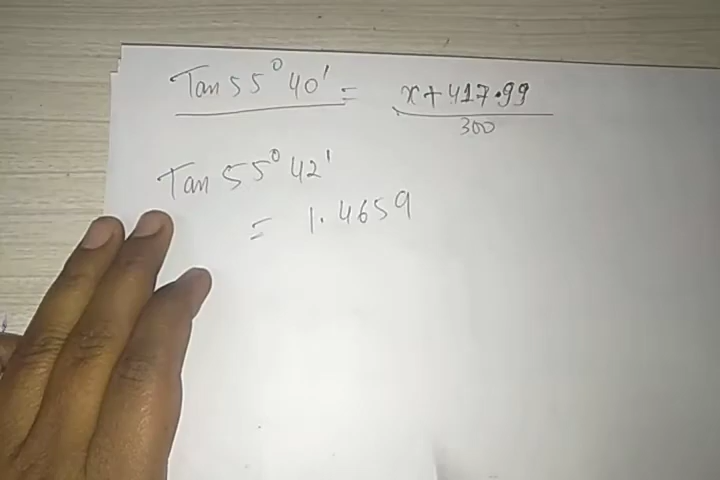 Tan 55° 40' = x + 417.99 / 300
Tan 55° 42'
= 1.4659